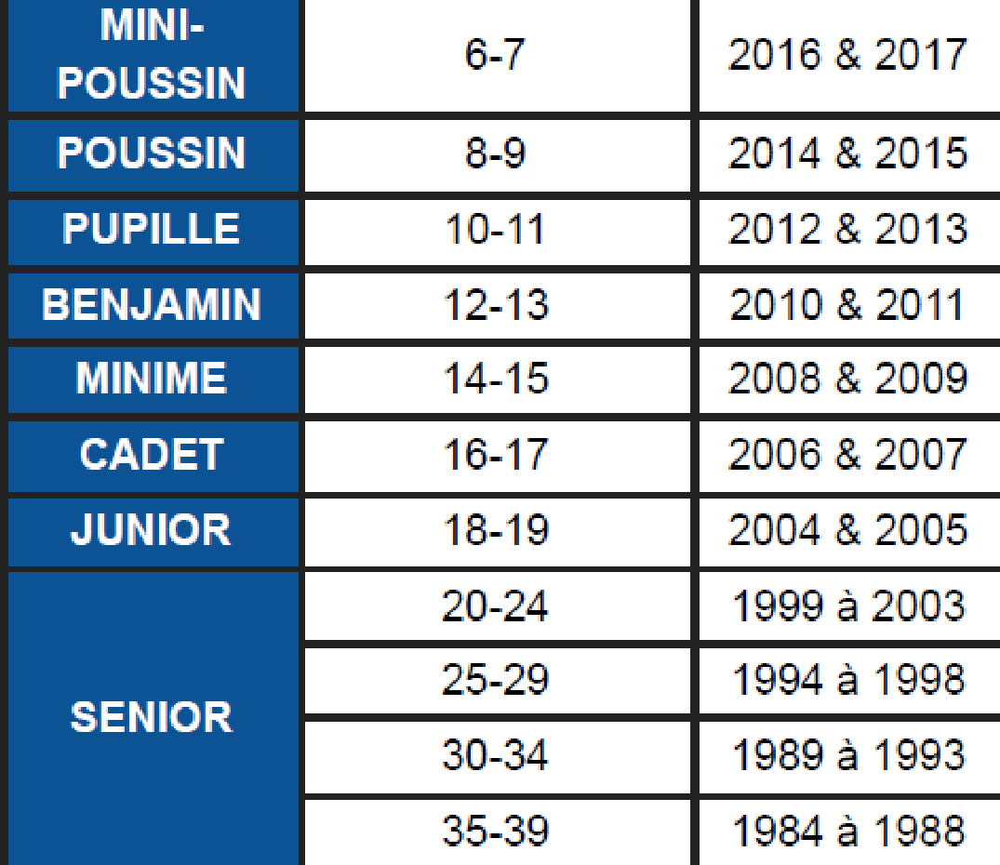 MINI-
POUSSIN
6-7
2016 & 2017
POUSSIN
8-9
2014 & 2015
PUPILLE
10-11
2012 & 2013
BENJAMIN
12-13
2010 & 2011
MINIME
14-15
2008 & 2009
CADET
16-17
2006 & 2007
JUNIOR
18-19
2004 & 2005
SENIOR
20-24
1999 à 2003
25-29
1994 à 1998
30-34
1989 à 1993
35-39
1984 à 1988